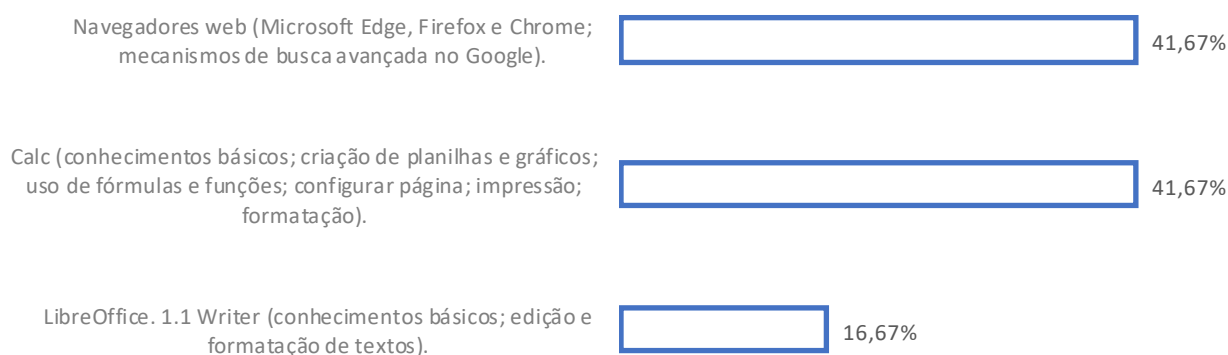 Navegadores web (Microsoft Edge, Firefox e Chrome;
mecanismos de busca avançada no Google).
41,67%
Calc (conhecimentos básicos; criação de planilhas e gráficos;
uso de fórmulas e funções; configurar página; impressão;
formatação).
41,67%
LibreOffice. 1.1 Writer (conhecimentos básicos; edição e
formatação de textos).
16,67%